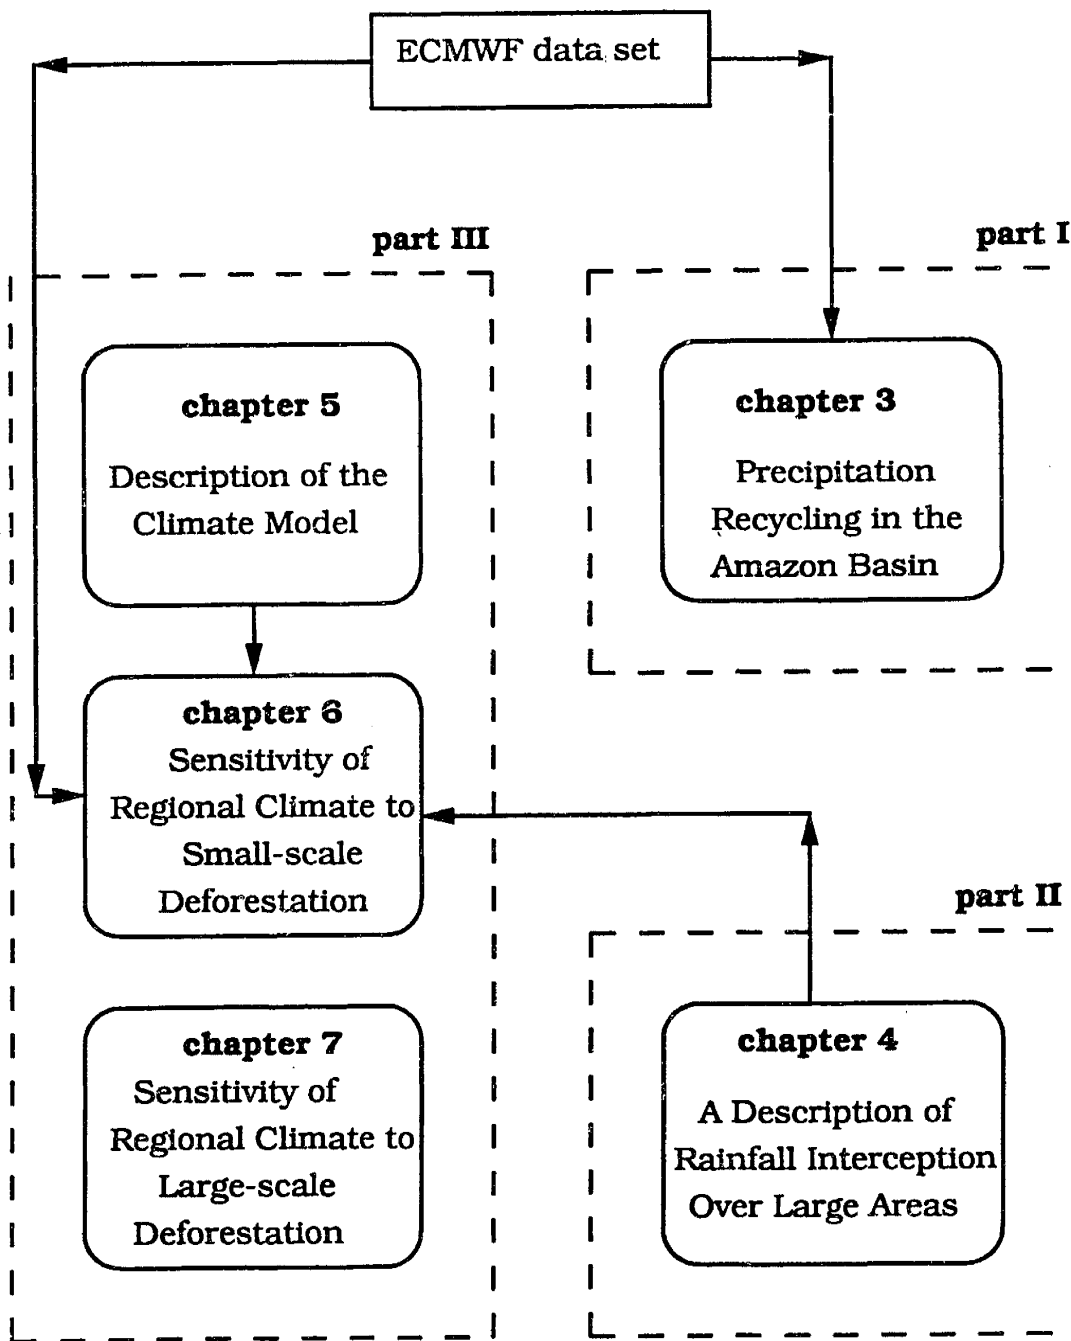 ECMWF data set
part III
part I
chapter 5
Description of the
Climate Model
chapter 3
Precipitation
Recycling in the
Amazon Basin
chapter 6
Sensitivity of
Regional Climate to
Small-scale
Deforestation
part II
chapter 7
Sensitivity of
Regional Climate to
Large-scale
Deforestation
chapter 4
A Description of
Rainfall Interception
Over Large Areas